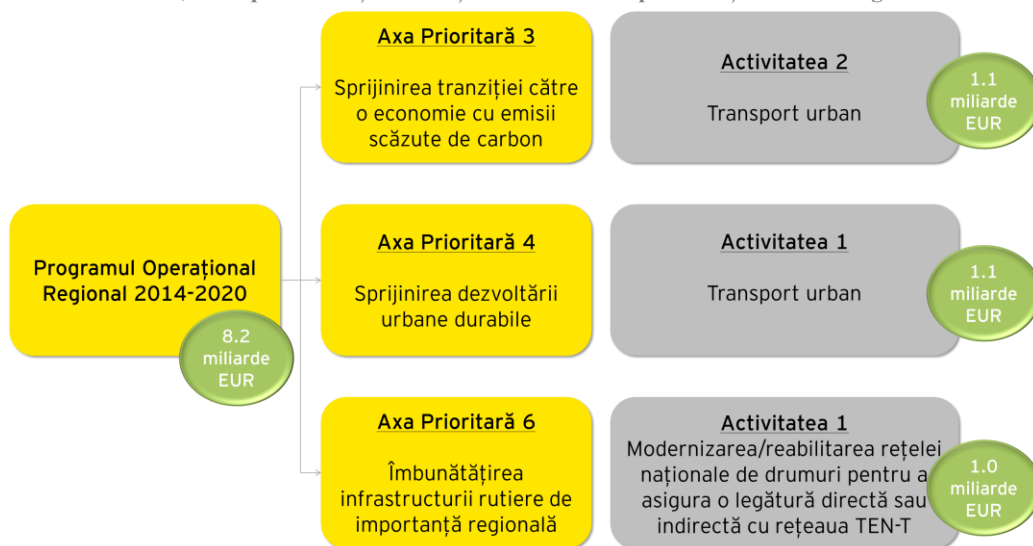 Axa Prioritară 3
Sprijinirea tranziției către
o economie cu emisii
scăzute de carbon
Activitatea 2
Transport urban
1.1
miliarde
EUR
Programul Operațional
Regional 2014-2020
8.2
miliarde
EUR
Axa Prioritară 4
Sprijinirea dezvoltării
urbane durabile
Activitatea 1
Transport urban
1.1
miliarde
EUR
Axa Prioritară 6
Îmbunătățirea
infrastructurii rutiere de
importanță regională
Activitatea 1
Modernizarea/reabilitarea rețelei
naționale de drumuri pentru a
asigura o legătură directă sau
indirectă cu rețeaua TEN-T
1.0
miliarde
EUR